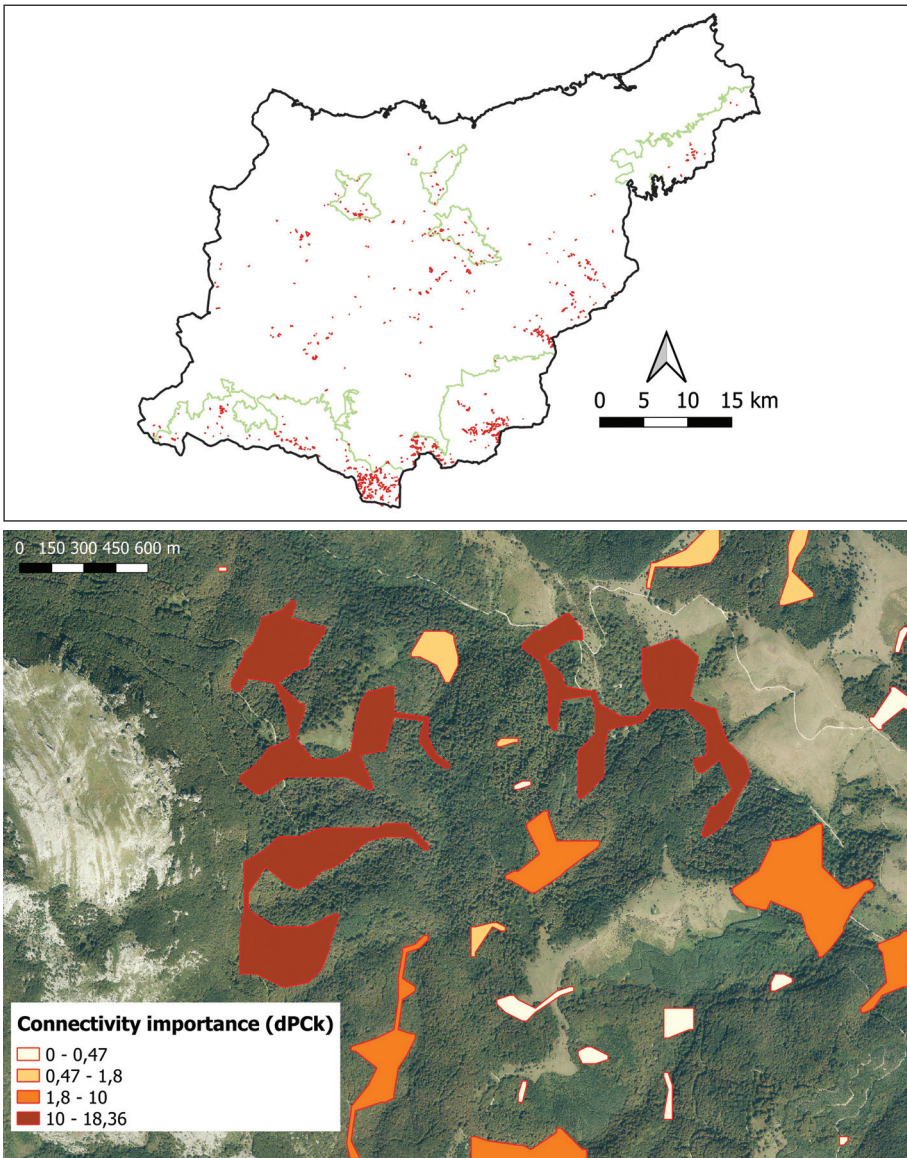 0 5 10 15 km
0 150 300 450 600 m
Connectivity importance (dPCk)
0 - 0,47
0,47 - 1,8
1,8 - 10
10 - 18,36